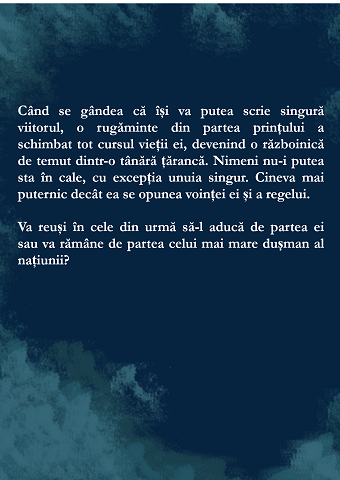 Când se gândea că își va putea scrie singură
viitorul, o rugăminte din partea prințului a
schimbat tot cursul vieții ei, devenind o războinică
de temut dintr-o tânără țărancă. Nimeni nu-i putea
sta în cale, cu excepția unuia singur. Cineva mai
puternic decât ea se opunea voinței ei și a regelui.
Va reuși în cele din urmă să-l aducă de partea ei
sau va rămâne de partea celui mai mare dușman al
națiunii?